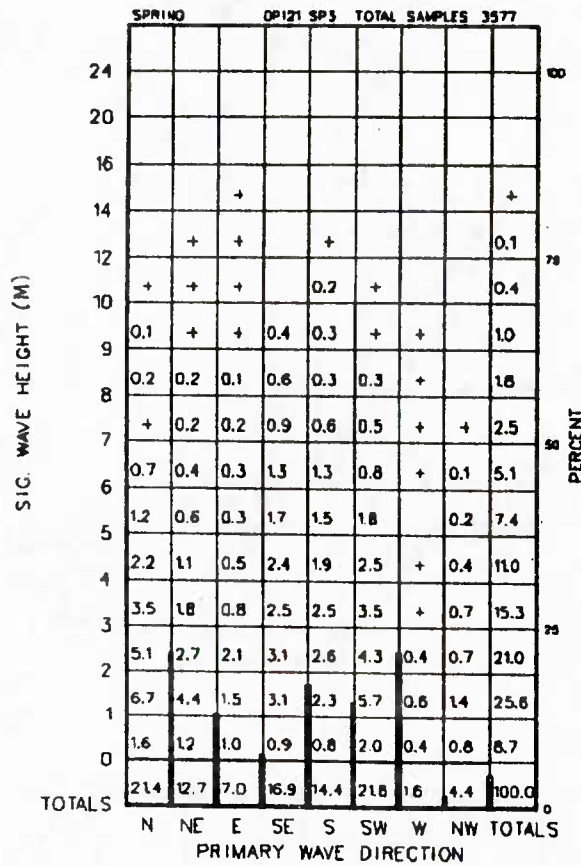 SPRING OP121 SP3 TOTAL SAMPLES 3577
24 100
20
16
+ +
14
+ + + 0.1
12 75
+ + + 0.2 + 0.4
10
0.1 + + 0.4 0.3 + + 1.0
9
0.2 0.2 0.1 0.6 0.3 0.3 + 1.8
8
+ 0.2 0.2 0.9 0.6 0.5 + + 2.5
7 50
0.7 0.4 0.3 1.3 1.3 0.8 + 0.1 5.1
6
1.2 0.6 0.3 1.7 1.5 1.8 0.2 7.4
5
2.2 1.1 0.5 2.4 1.9 2.5 + 0.4 11.0
4
3.5 1.8 0.8 2.5 2.5 3.5 + 0.7 15.3
3 25
5.1 2.7 2.1 3.1 2.6 4.3 0.4 0.7 21.0
2
6.7 4.4 1.5 3.1 2.3 5.7 0.6 1.4 25.6
1
1.6 1.2 1.0 0.9 0.8 2.0 0.4 0.8 8.7
0
21.4 12.7 7.0 16.9 14.4 21.6 1.6 4.4 100.0
TOTALS 0
N NE E SE S SW W NW TOTALS
PRIMARY WAVE DIRECTION
SIG. WAVE HEIGHT (M)
PERCENT